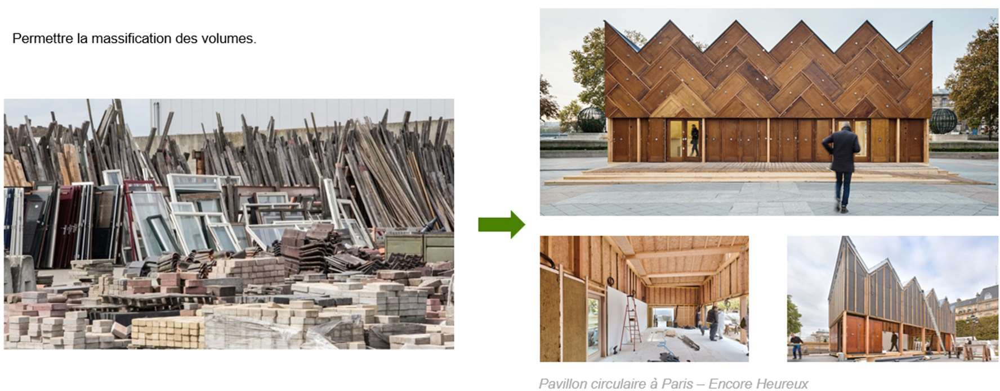 Permettre la massification des volumes.
Pavillon circulaire à Paris – Encore Heureux